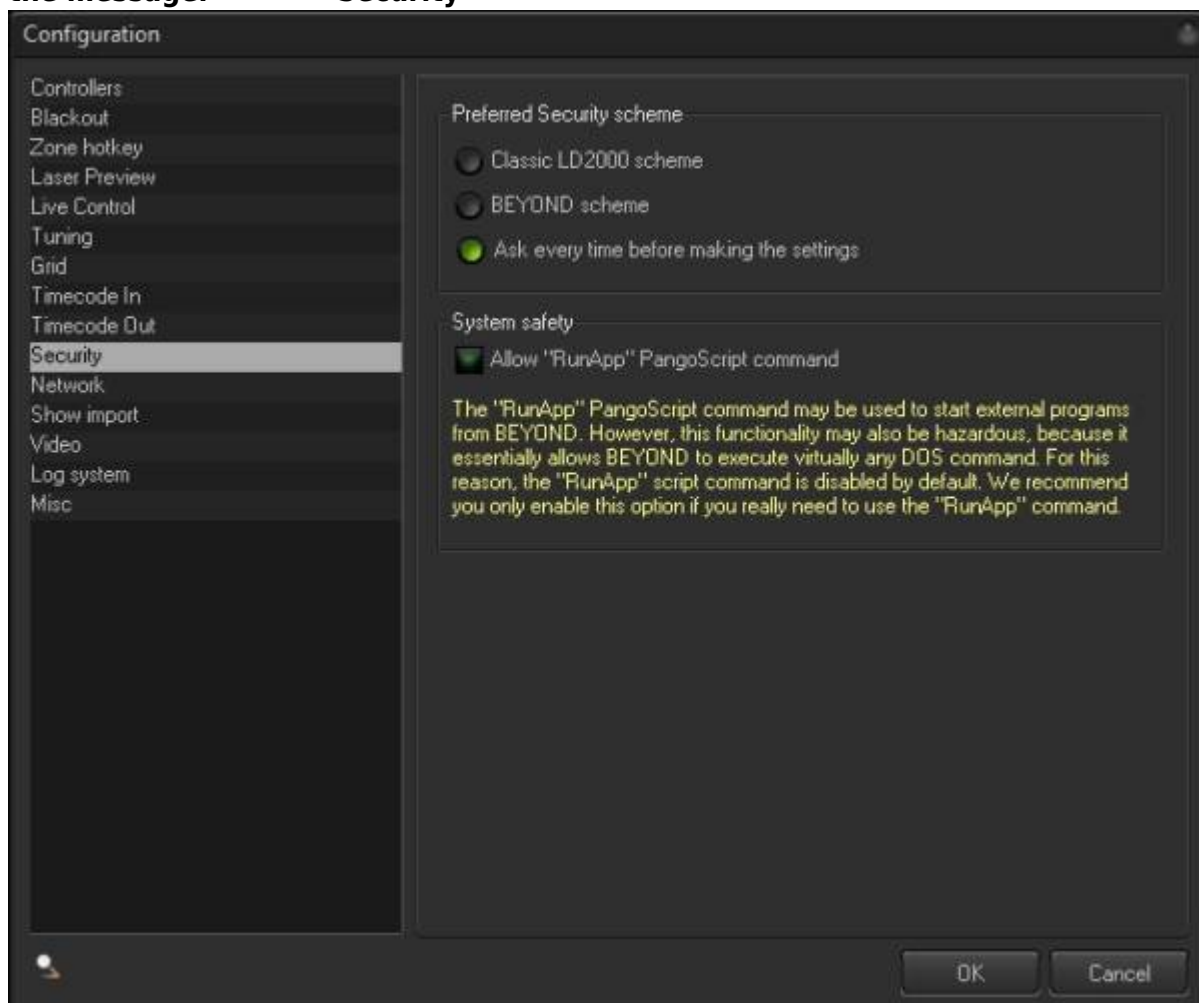 the message. Security
Configuration
Controllers
Blackout
Zone hotkey
Laser Preview
Live Control
Tuning
Grid
Timecode In
Timecode Out
Security
Network
Show import
Video
Log system
Misc
Preferred Security scheme
Classic LD2000 scheme
BEYOND scheme
Ask every time before making the settings
System safety
Allow "RunApp" PangoScript command
The "RunApp" PangoScript command may be used to start external programs
from BEYOND. However, this functionality may also be hazardous, because it
essentially allows BEYOND to execute virtually any DOS command. For this
reason, the "RunApp" script command is disabled by default. We recommend
you only enable this option if you really need to use the "RunApp" command.
OK
Cancel